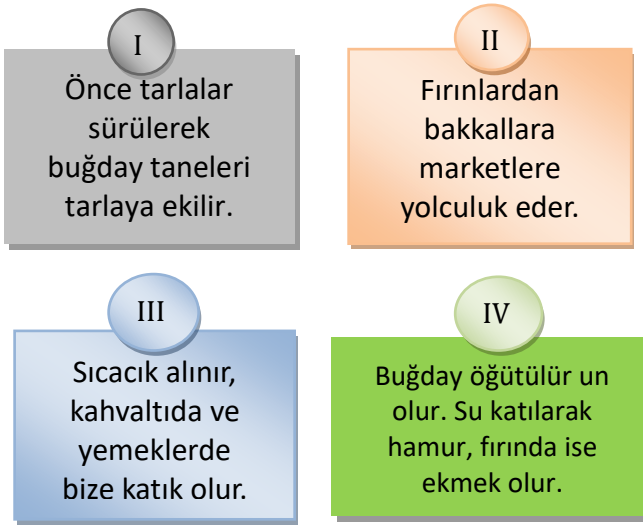 I
Önce tarlalar
sürülerek
buğday taneleri
tarlaya ekilir.
II
Fırınlardan
bakkallara
marketlere
yolculuk eder.
III
Sıcacık alınır,
kahvaltıda ve
yemeklerde
bize katık olur.
IV
Buğday öğütülür un
olur. Su katılarak
hamur, fırında ise
ekmek olur.